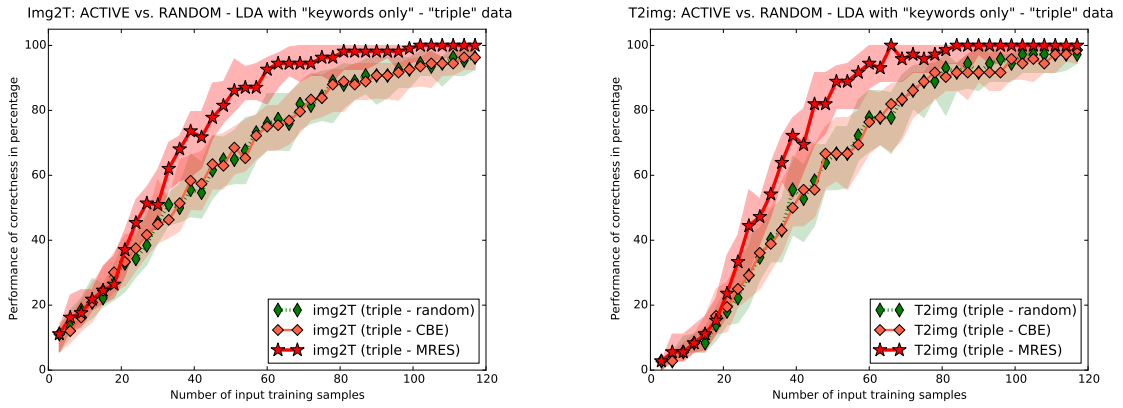 Img2T: ACTIVE vs. RANDOM - LDA with "keywords only" - "triple" data
Performance of correctness in percentage
100
80
60
40
20
0
0 20 40 60 80 100 120
Number of input training samples
img2T (triple - random)
img2T (triple - CBE)
img2T (triple - MRES)
T2img: ACTIVE vs. RANDOM - LDA with "keywords only" - "triple" data
Performance of correctness in percentage
100
80
60
40
20
0
0 20 40 60 80 100 120
Number of input training samples
T2img (triple - random)
T2img (triple - CBE)
T2img (triple - MRES)